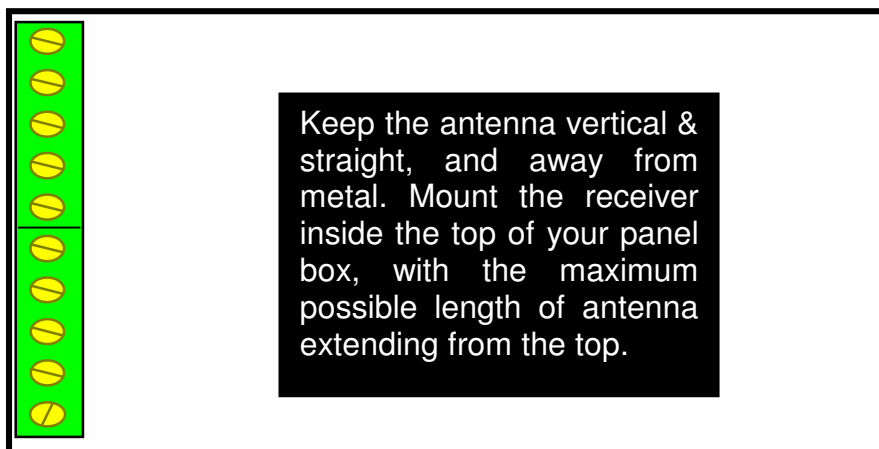 Keep the antenna vertical &
straight, and away from
metal. Mount the receiver
inside the top of your panel
box, with the maximum
possible length of antenna
extending from the top.